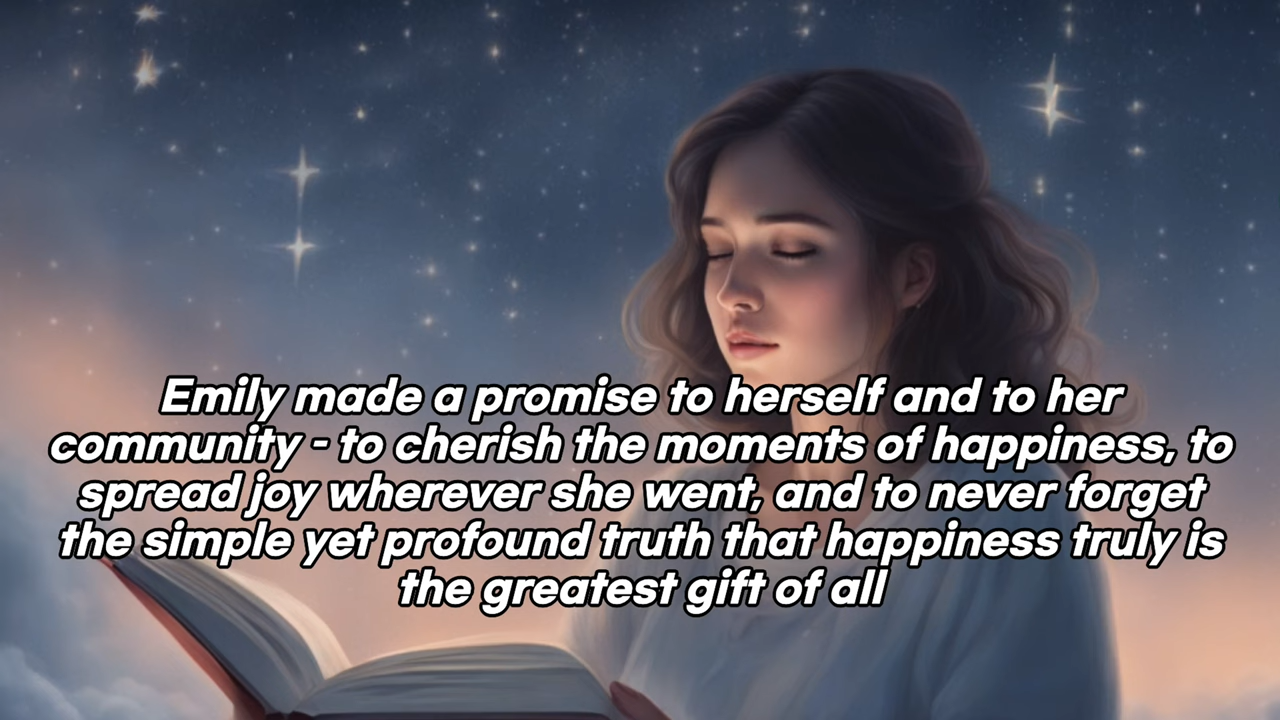 Emily made a promise to herself and to her
community - to cherish the moments of happiness, to
spread joy wherever she went, and to never forget
the simple yet profound truth that happiness truly is
the greatest gift of all